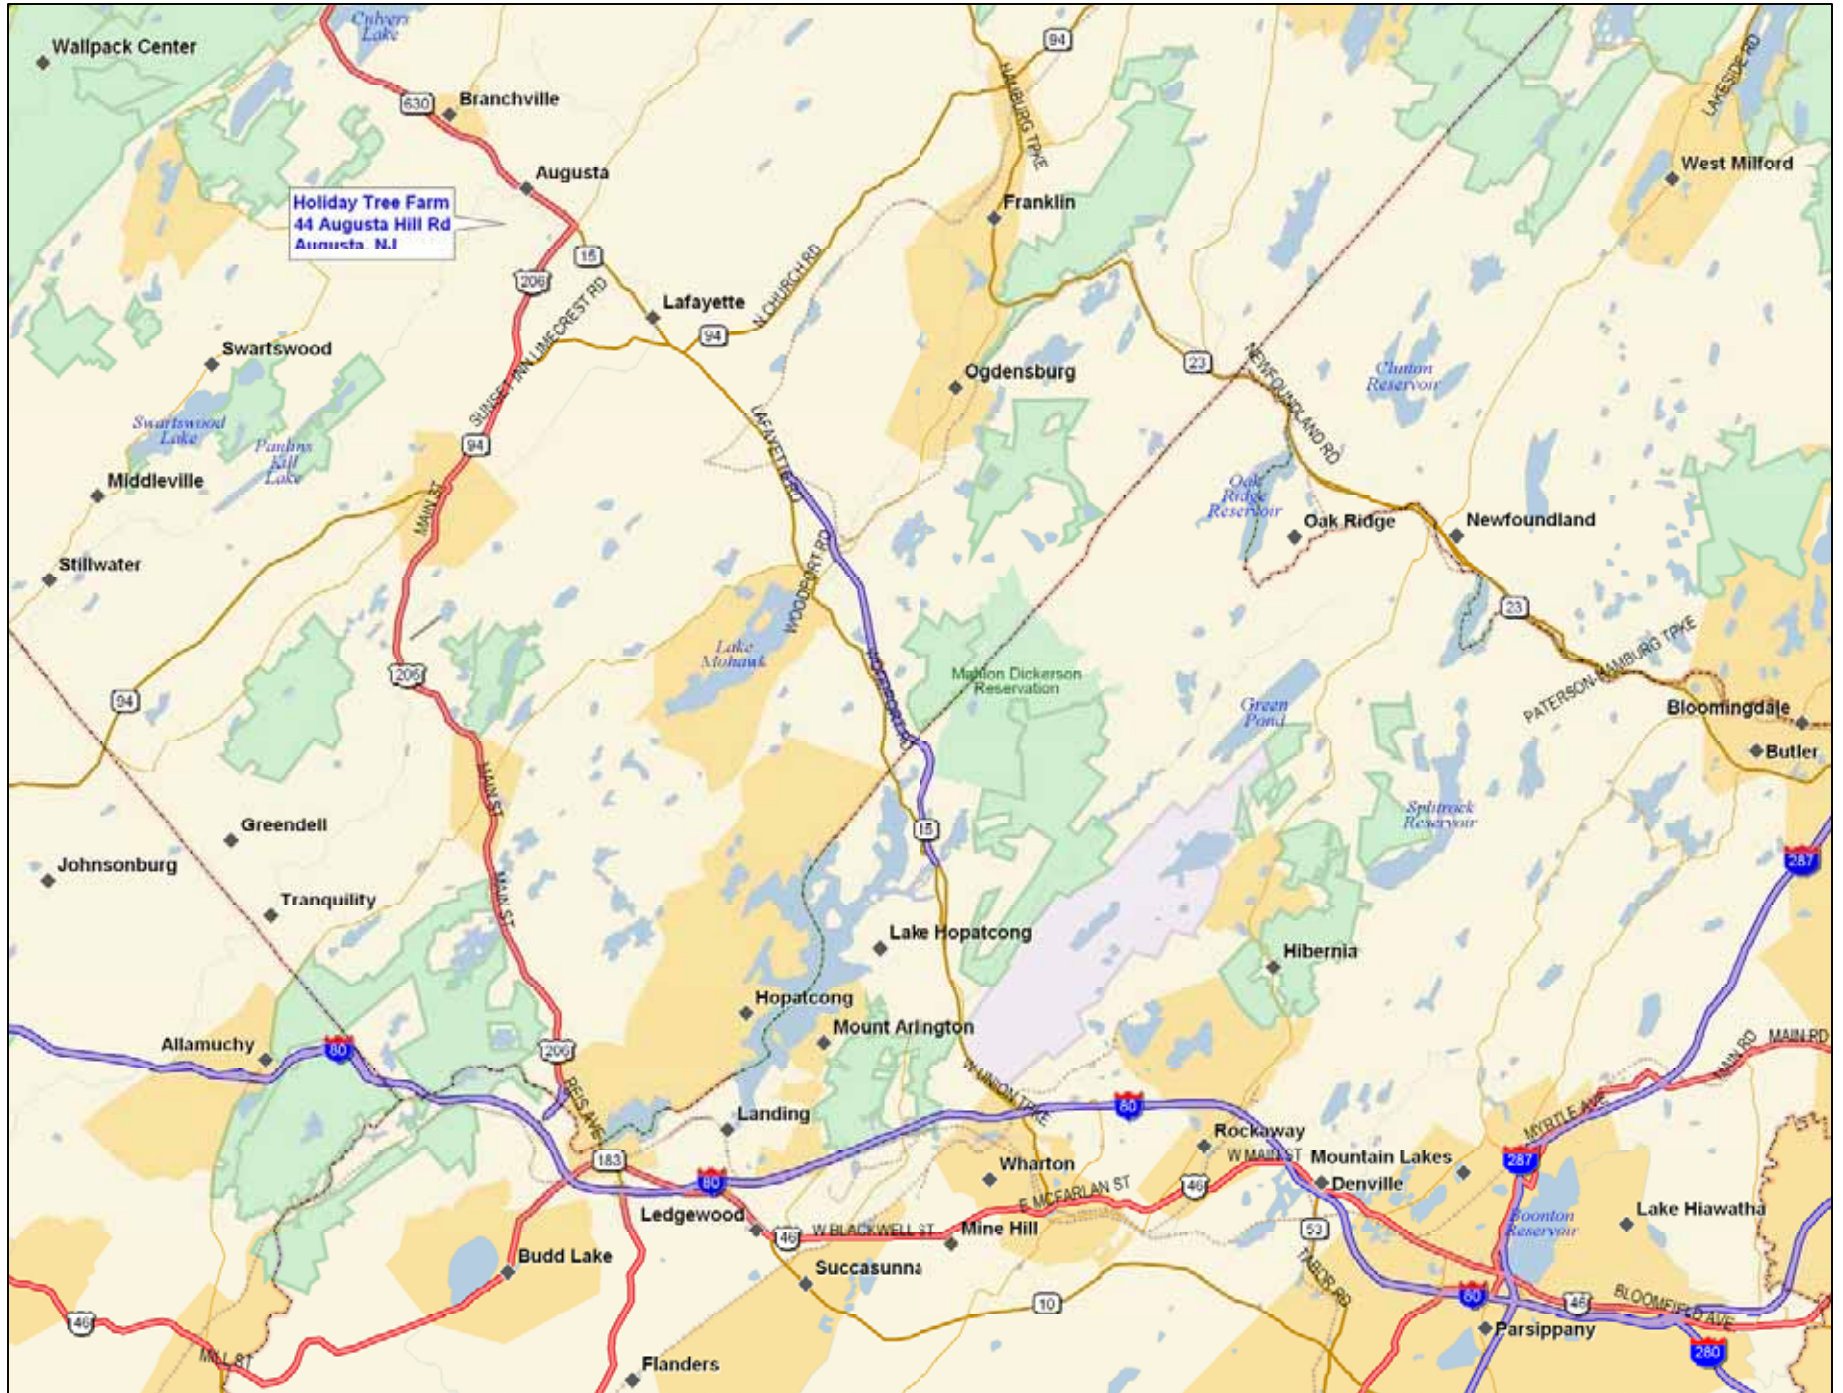 Culvers
Lake
Wallpack Center
94
LAKESIDE RD
630
Branchville
HAMBURG TPKE
West Milford
Augusta
Holiday Tree Farm
44 Augusta Hill Rd
Augusta, NJ
Franklin
15
206
Lafayette
N CHURCH RD
94
SUNSET INN LIMECREST RD
Swartswood
23
NEWFOUNDLAND RD
Clinton
Reservoir
Ogdensburg
Swartswood
Lake
Paulins
Kill
Lake
94
LAFAYETTE RD
Middleville
MAIN ST
Oak
Ridge
Reservoir
Oak Ridge
Newfoundland
Stillwater
WOODPORT RD
23
Lake
Mohawk
PATERSON-HAMBURG TPKE
206
WOODPORT RD
Mahlon Dickerson
Reservation
94
Green
Pond
Bloomingdale
Butler
MAIN ST
Greendell
15
Splitrock
Reservoir
Johnsonburg
287
Tranquility
MAIN ST
Lake Hopatcong
Hibernia
Hopatcong
Mount Arlington
Allamuchy
80
206
MAIN RD
MAIN RD
REIS AVE
W UNION TPKE
80
Landing
MYRTLE AVE
183
Rockaway
W MAIN ST
Mountain Lakes
287
80
Wharton
46
Denville
E MCFARLAN ST
Ledgewood
46
W BLACKWELL ST
Mine Hill
53
Boonton
Reservoir
Lake Hiawatha
Budd Lake
Succasunna
TABOR RD
10
80
46
BLOOMFIELD AVE
46
Parsippany
MILL ST
Flanders
280